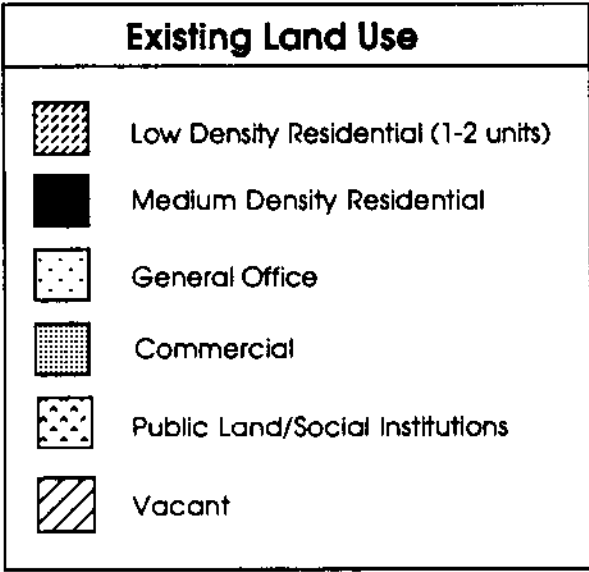 Existing Land Use
Low Density Residential (1-2 units)
Medium Density Residential
General Office
Commercial
Public Land/Social Institutions
Vacant